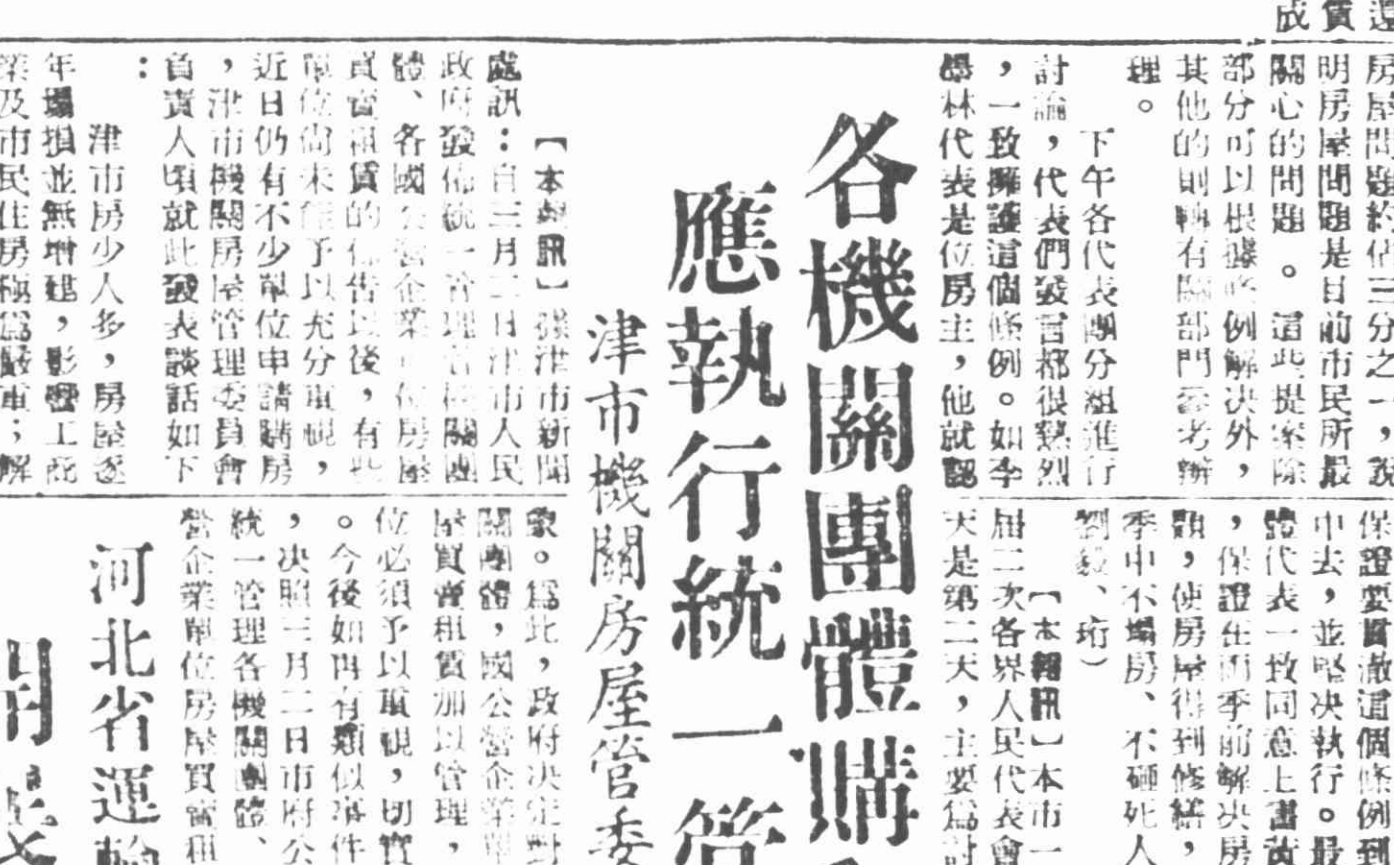 還
賃
成
房屋問題約佔三分之一，說
明房屋問題是目前市民所最
關心的問題。這些提案除
部分可以根據條例解決外，
其他的則轉有關部門參考辦
理。
下午各代表團分組進行
討論，代表們發言都很熱烈
，一致擁護這個條例。如李
學林代表是位房主，他就認
各機關團體購
應執行統一管
津市機關房屋管委
【本報訊】據津市新聞
處訊：自三月二日津市人民
政府發佈統一管理各機關團
體、各國公營企業單位房屋
買賣租賃的佈告以後，有些
單位尚未能予以充分重視，
近日仍有不少單位申請購房
，津市機關房屋管理委員會
負責人頃就此發表談話如下
：
津市房少人多，房屋逐
年塌損並無增建，影響工商
業及市民住房極為嚴重；解
保證要貫澈這個條例到
中去，並堅决執行。最
體代表一致同意上書
，保證在雨季前解决房
題，使房屋得到修繕，
季中不塌房、不砸死人
劉毅、珩）
【本報訊】本市一
屆二次各界人民代表會
天是第二天，主要為討
象。為此，政府決定對
關團體，國公營企業單
屋買賣租賃加以管理，
位必須予以重視，切實
。今後如再有類似事件
，决照三月二日市府公
統一管理各機關團體、
營企業單位房屋買賣租
河北省運輸